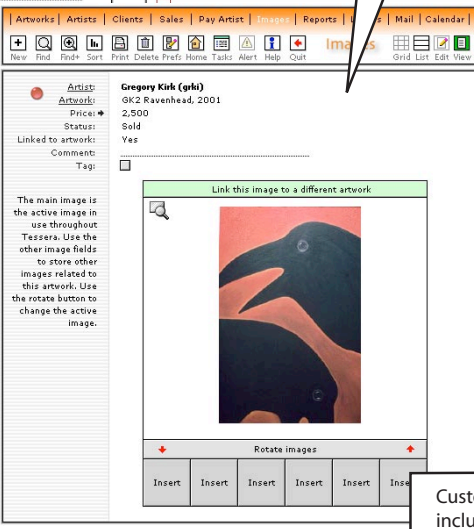 Artworks | Artists | Clients | Sales | Pay Artist | Images | Reports | | Mail | Calendar |
New Find Find+ Sort Print Delete Prefs Home Tasks Alert Help Quit Images Grid List Edit View
Artist: Gregory Kirk (grki)
Artwork: GK2 Ravenhead, 2001
Price: 2,500
Status: Sold
Linked to artwork: Yes
Comment:
Tag:
Link this image to a different artwork
The main image is
the active image in
use throughout
Tessera. Use the
other image fields
to store other
images related to
this artwork. Use
the rotate button to
change the active
image.
Rotate images
Insert Insert Insert Insert Insert